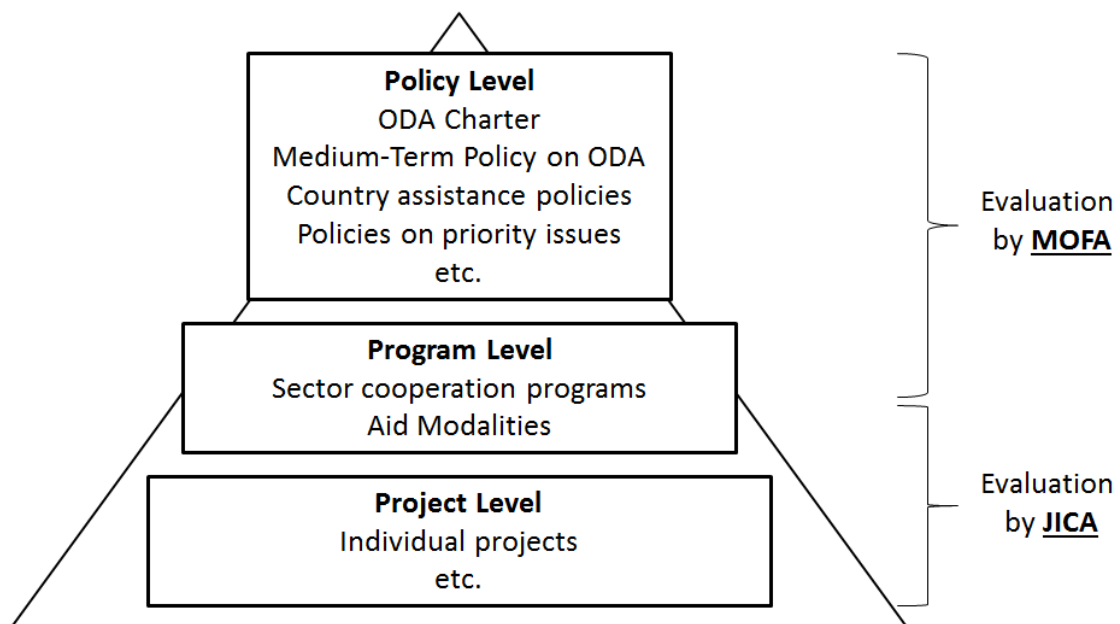 Policy Level
ODA Charter
Medium-Term Policy on ODA
Country assistance policies
Policies on priority issues
etc.
Evaluation
by MOFA
Program Level
Sector cooperation programs
Aid Modalities
Project Level
Individual projects
etc.
Evaluation
by JICA